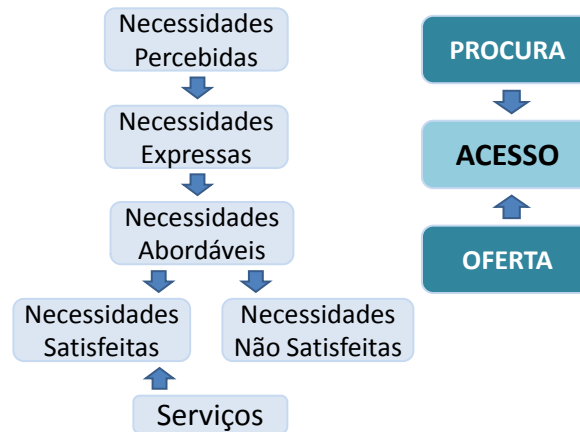 Necessidades
Percebidas
Necessidades
Expressas
Necessidades
Abordáveis
Necessidades
Satisfeitas
Necessidades
Não Satisfeitas
Serviços
PROCURA
ACESSO
OFERTA